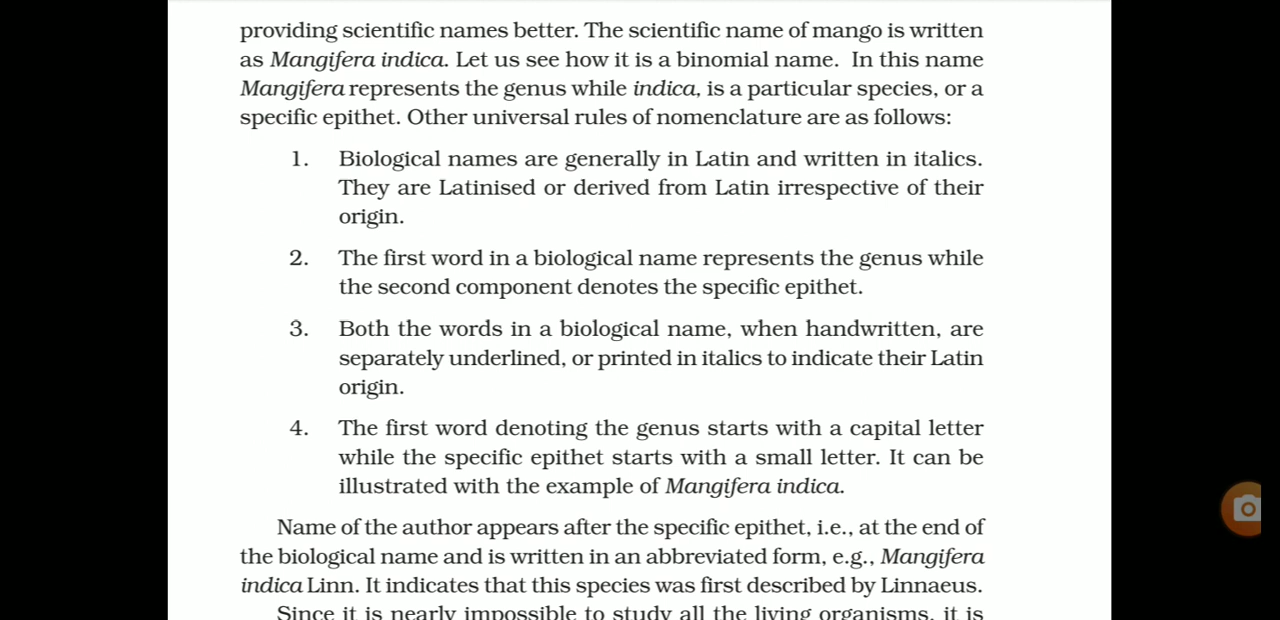 providing scientific names better. The scientific name of mango is written
as Mangifera indica. Let us see how it is a binomial name. In this name
Mangifera represents the genus while indica, is a particular species, or a
specific epithet. Other universal rules of nomenclature are as follows:
1. Biological names are generally in Latin and written in italics.
They are Latinised or derived from Latin irrespective of their
origin.
2. The first word in a biological name represents the genus while
the second component denotes the specific epithet.
3. Both the words in a biological name, when handwritten, are
separately underlined, or printed in italics to indicate their Latin
origin.
4. The first word denoting the genus starts with a capital letter
while the specific epithet starts with a small letter. It can be
illustrated with the example of Mangifera indica.
Name of the author appears after the specific epithet, i.e., at the end of
the biological name and is written in an abbreviated form, e.g., Mangifera
indica Linn. It indicates that this species was first described by Linnaeus.
Since it is nearly impossible to study all the living organisms, it is